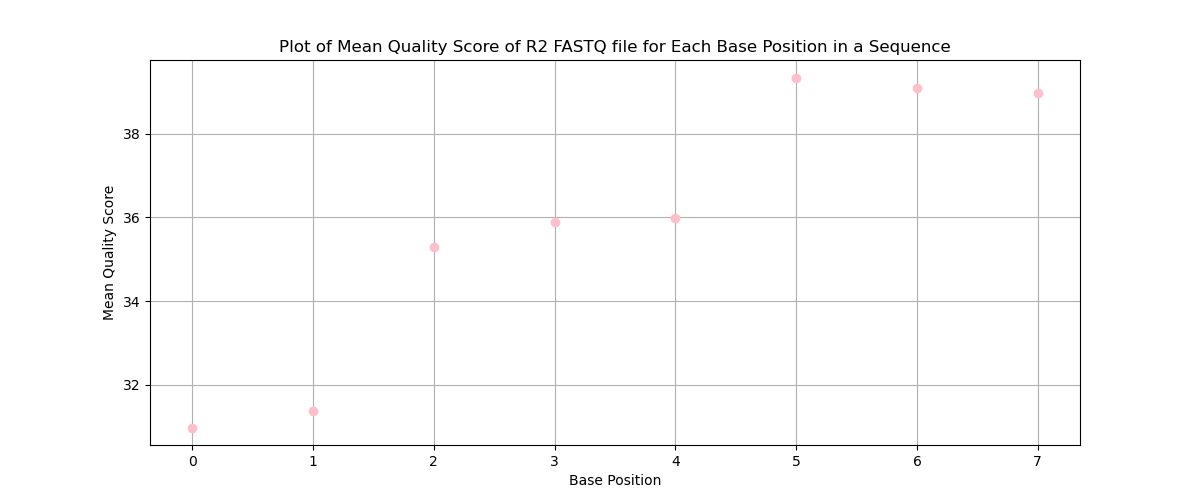 Plot of Mean Quality Score of R2 FASTQ file for Each Base Position in a Sequence
Mean Quality Score
38
36
34
32
0 1 2 3 4 5 6 7
Base Position